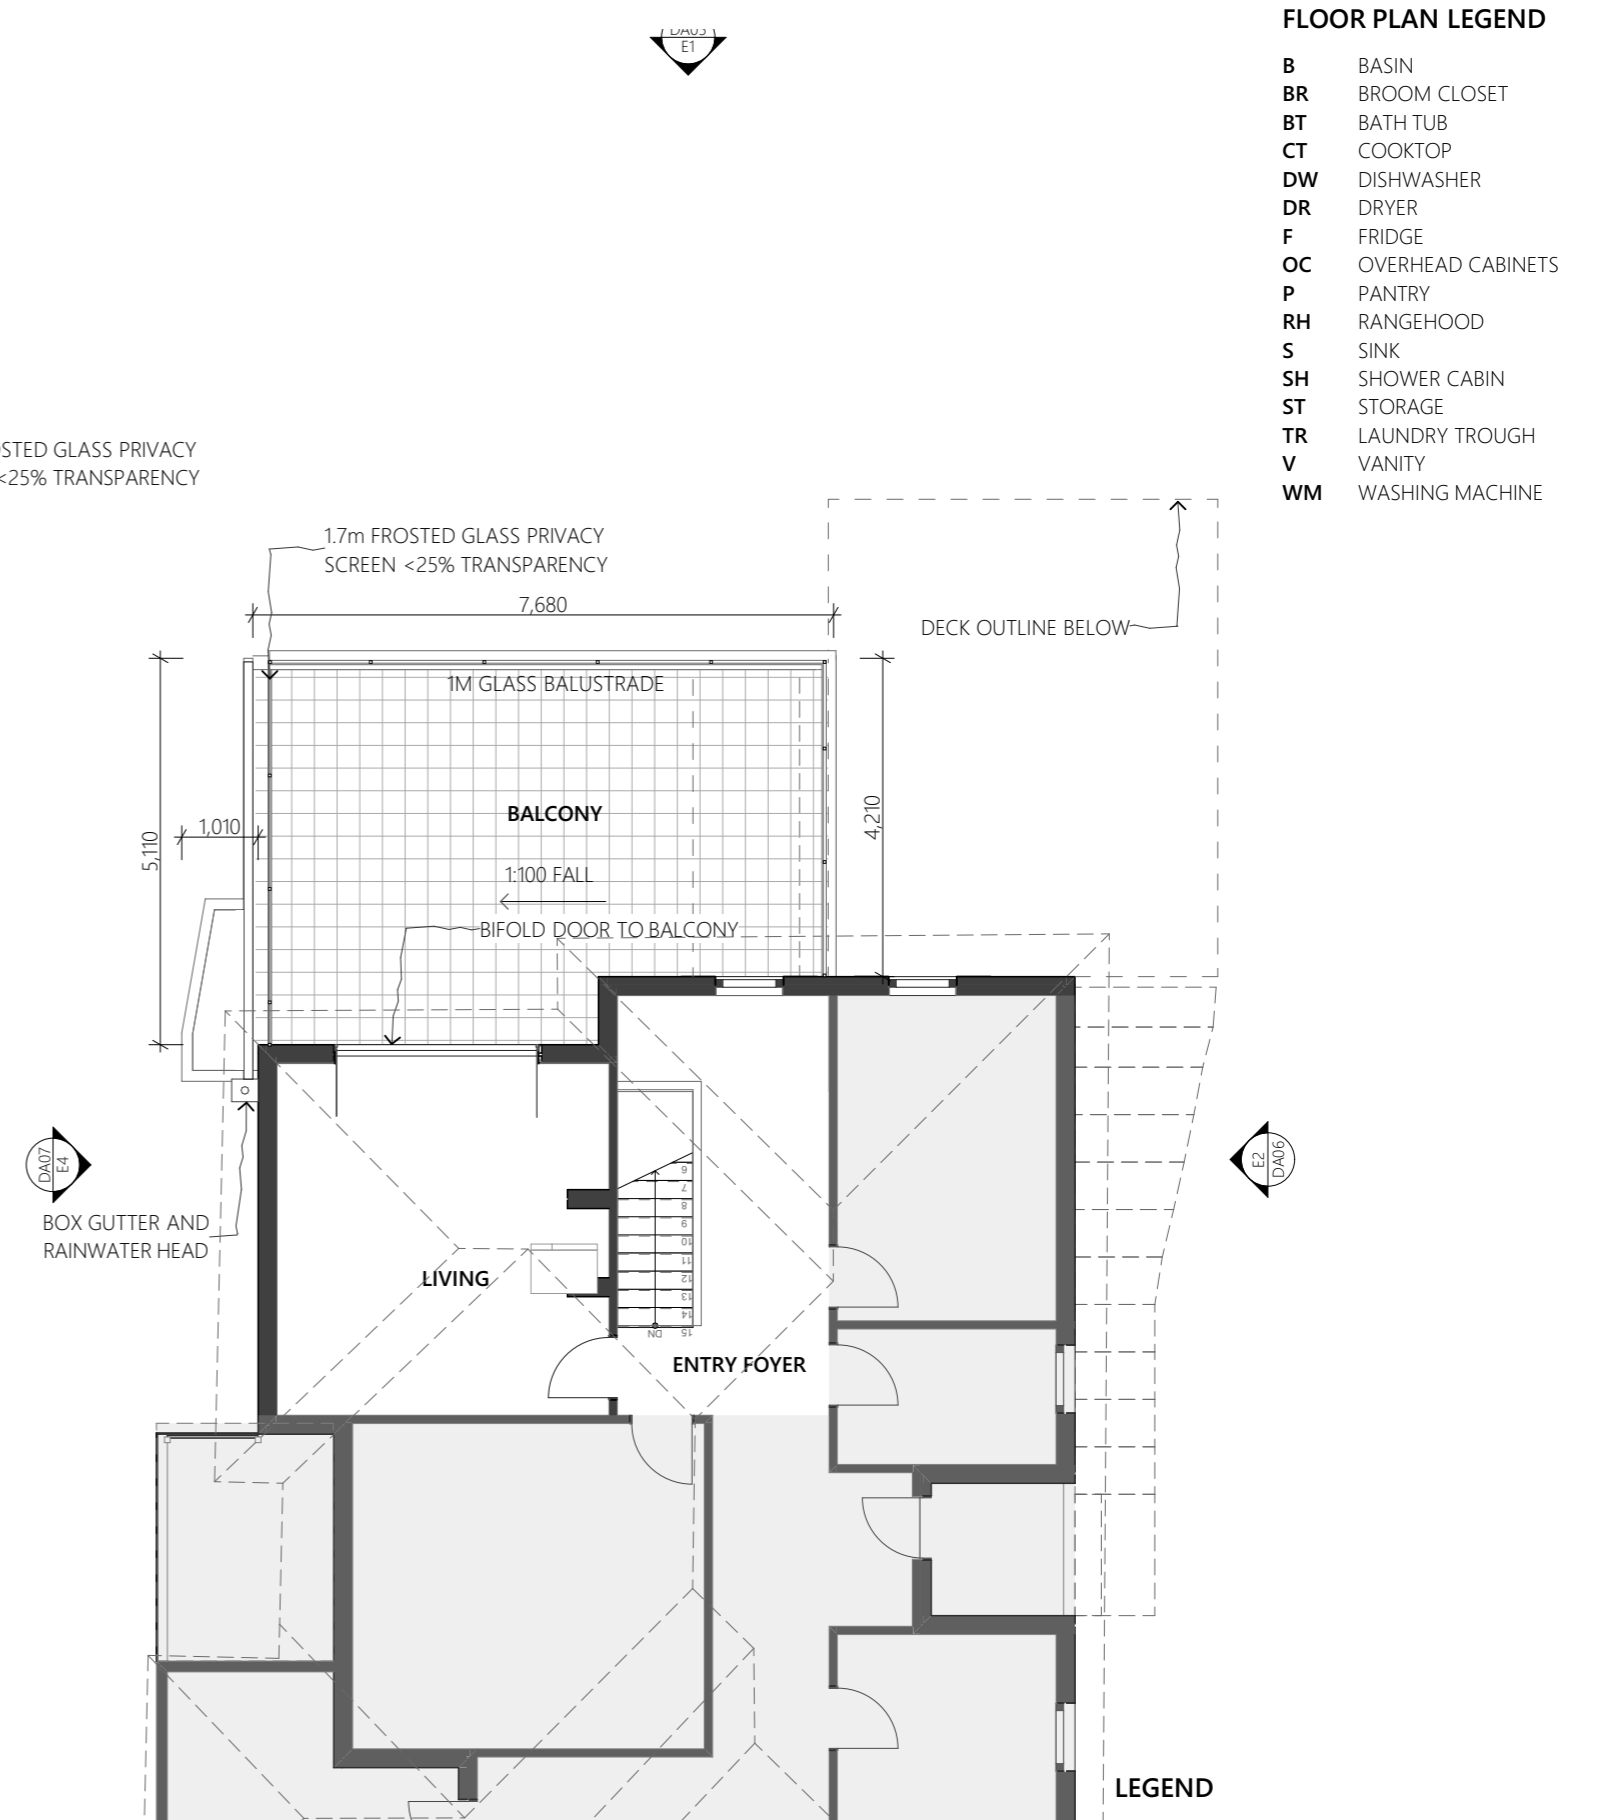 DA05
E1
FLOOR PLAN LEGEND
B BASIN
BR BROOM CLOSET
BT BATH TUB
CT COOKTOP
DW DISHWASHER
DR DRYER
F FRIDGE
OC OVERHEAD CABINETS
P PANTRY
RH RANGEHOOD
S SINK
SH SHOWER CABIN
ST STORAGE
TR LAUNDRY TROUGH
V VANITY
WM WASHING MACHINE
STED GLASS PRIVACY
<25% TRANSPARENCY
1.7m FROSTED GLASS PRIVACY
SCREEN <25% TRANSPARENCY
7,680
DECK OUTLINE BELOW
1M GLASS BALUSTRADE
BALCONY
1,010
5,110
4,210
1:100 FALL
BIFOLD DOOR TO BALCONY
DA07
E4
E2
DA06
BOX GUTTER AND
RAINWATER HEAD
LIVING
6
7
8
9
10
11
12
13
14
15
DN
ENTRY FOYER
LEGEND